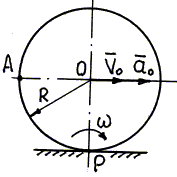 A O V̄₀ ā₀
R
ω
P